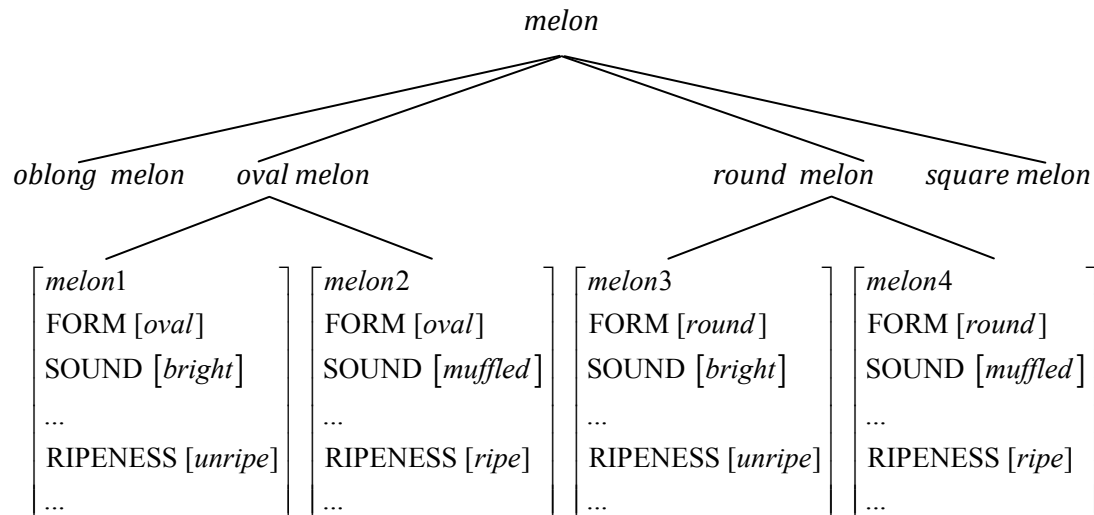 melon
oblong melon oval melon round melon square melon
melon1 melon2 melon3 melon4
FORM [oval] FORM [oval] FORM [round] FORM [round]
SOUND [bright] SOUND [muffled] SOUND [bright] SOUND [muffled]
... ... ... ...
RIPENESS [unripe] RIPENESS [ripe] RIPENESS [unripe] RIPENESS [ripe]
... ... ... ...